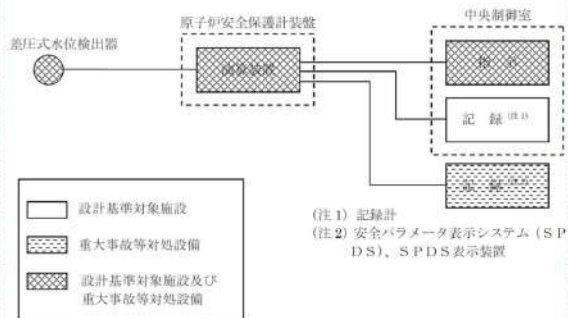 中央制御室
原子炉安全保護計装盤
差圧式水位検出器
演算装置
指 示
記 録 (注1)
記 録 (注2)
設計基準対象施設
重大事故等対処設備
設計基準対象施設及び
重大事故等対処設備
(注1) 記録計
(注2) 安全パラメータ表示システム (SP
DS)、SPDS表示装置